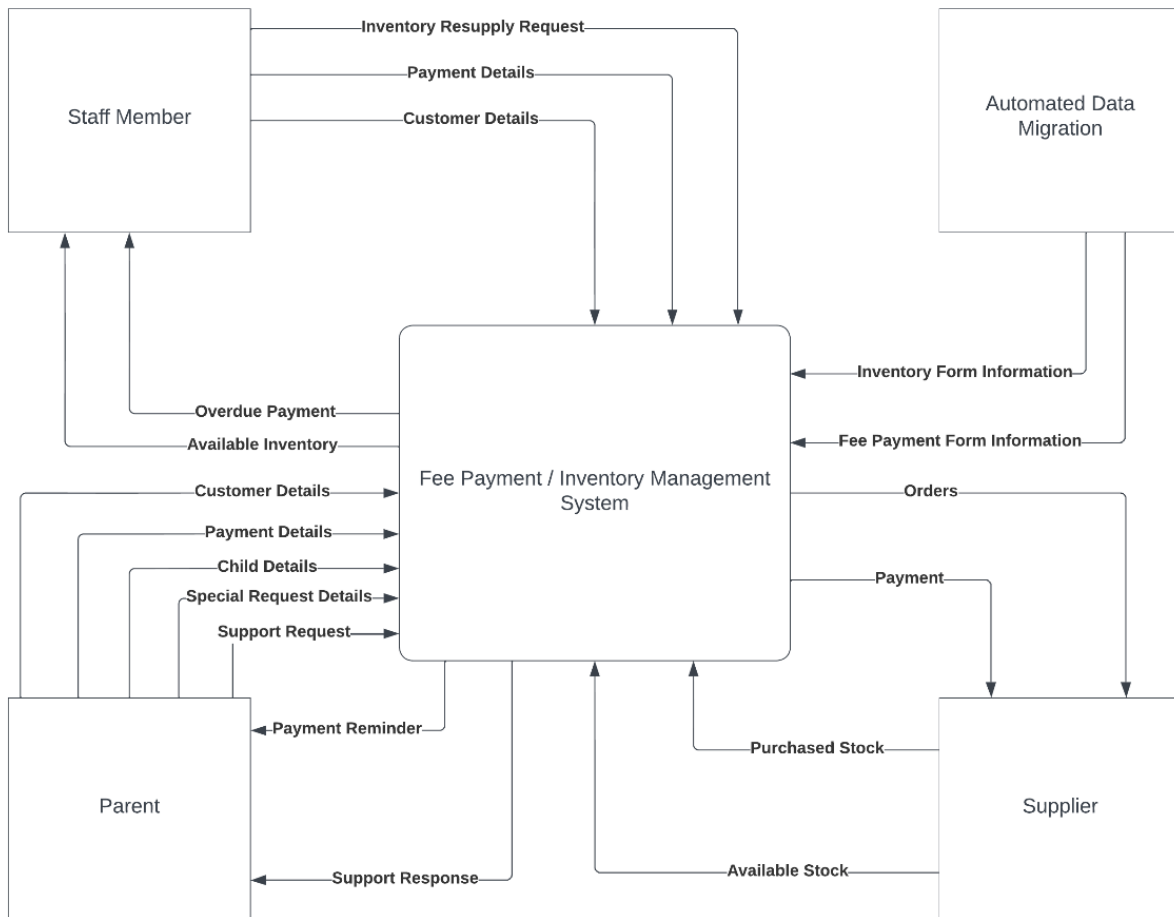 Inventory Resupply Request
Payment Details
Customer Details
Staff Member
Automated Data
Migration
Inventory Form Information
Fee Payment Form Information
Overdue Payment
Available Inventory
Fee Payment / Inventory Management
System
Customer Details
Payment Details
Child Details
Special Request Details
Support Request
Orders
Payment
Payment Reminder
Purchased Stock
Parent
Supplier
Support Response
Available Stock